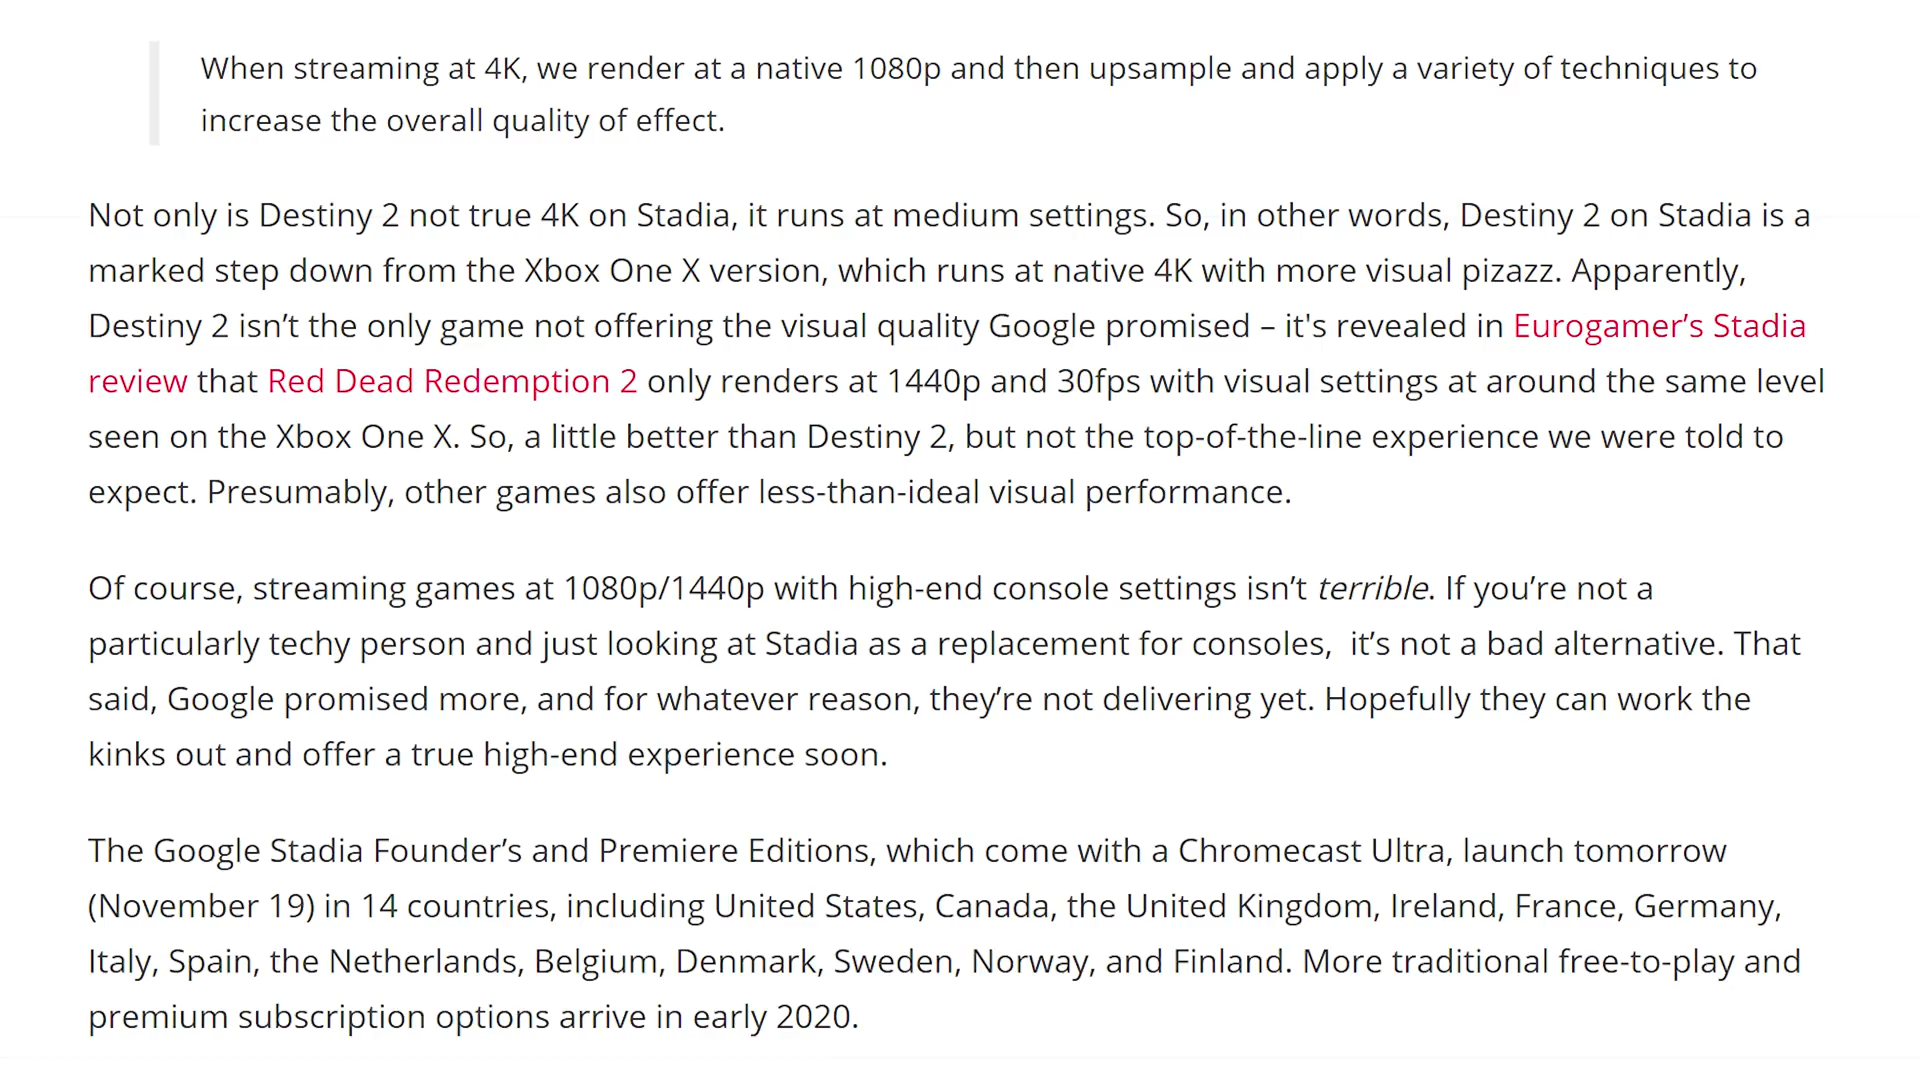 When streaming at 4K, we render at a native 1080p and then upsample and apply a variety of techniques to
increase the overall quality of effect.
Not only is Destiny 2 not true 4K on Stadia, it runs at medium settings. So, in other words, Destiny 2 on Stadia is a
marked step down from the Xbox One X version, which runs at native 4K with more visual pizazz. Apparently,
Destiny 2 isn’t the only game not offering the visual quality Google promised – it's revealed in Eurogamer’s Stadia
review that Red Dead Redemption 2 only renders at 1440p and 30fps with visual settings at around the same level
seen on the Xbox One X. So, a little better than Destiny 2, but not the top-of-the-line experience we were told to
expect. Presumably, other games also offer less-than-ideal visual performance.
Of course, streaming games at 1080p/1440p with high-end console settings isn’t terrible. If you’re not a
particularly techy person and just looking at Stadia as a replacement for consoles,  it’s not a bad alternative. That
said, Google promised more, and for whatever reason, they’re not delivering yet. Hopefully they can work the
kinks out and offer a true high-end experience soon.
The Google Stadia Founder’s and Premiere Editions, which come with a Chromecast Ultra, launch tomorrow
(November 19) in 14 countries, including United States, Canada, the United Kingdom, Ireland, France, Germany,
Italy, Spain, the Netherlands, Belgium, Denmark, Sweden, Norway, and Finland. More traditional free-to-play and
premium subscription options arrive in early 2020.